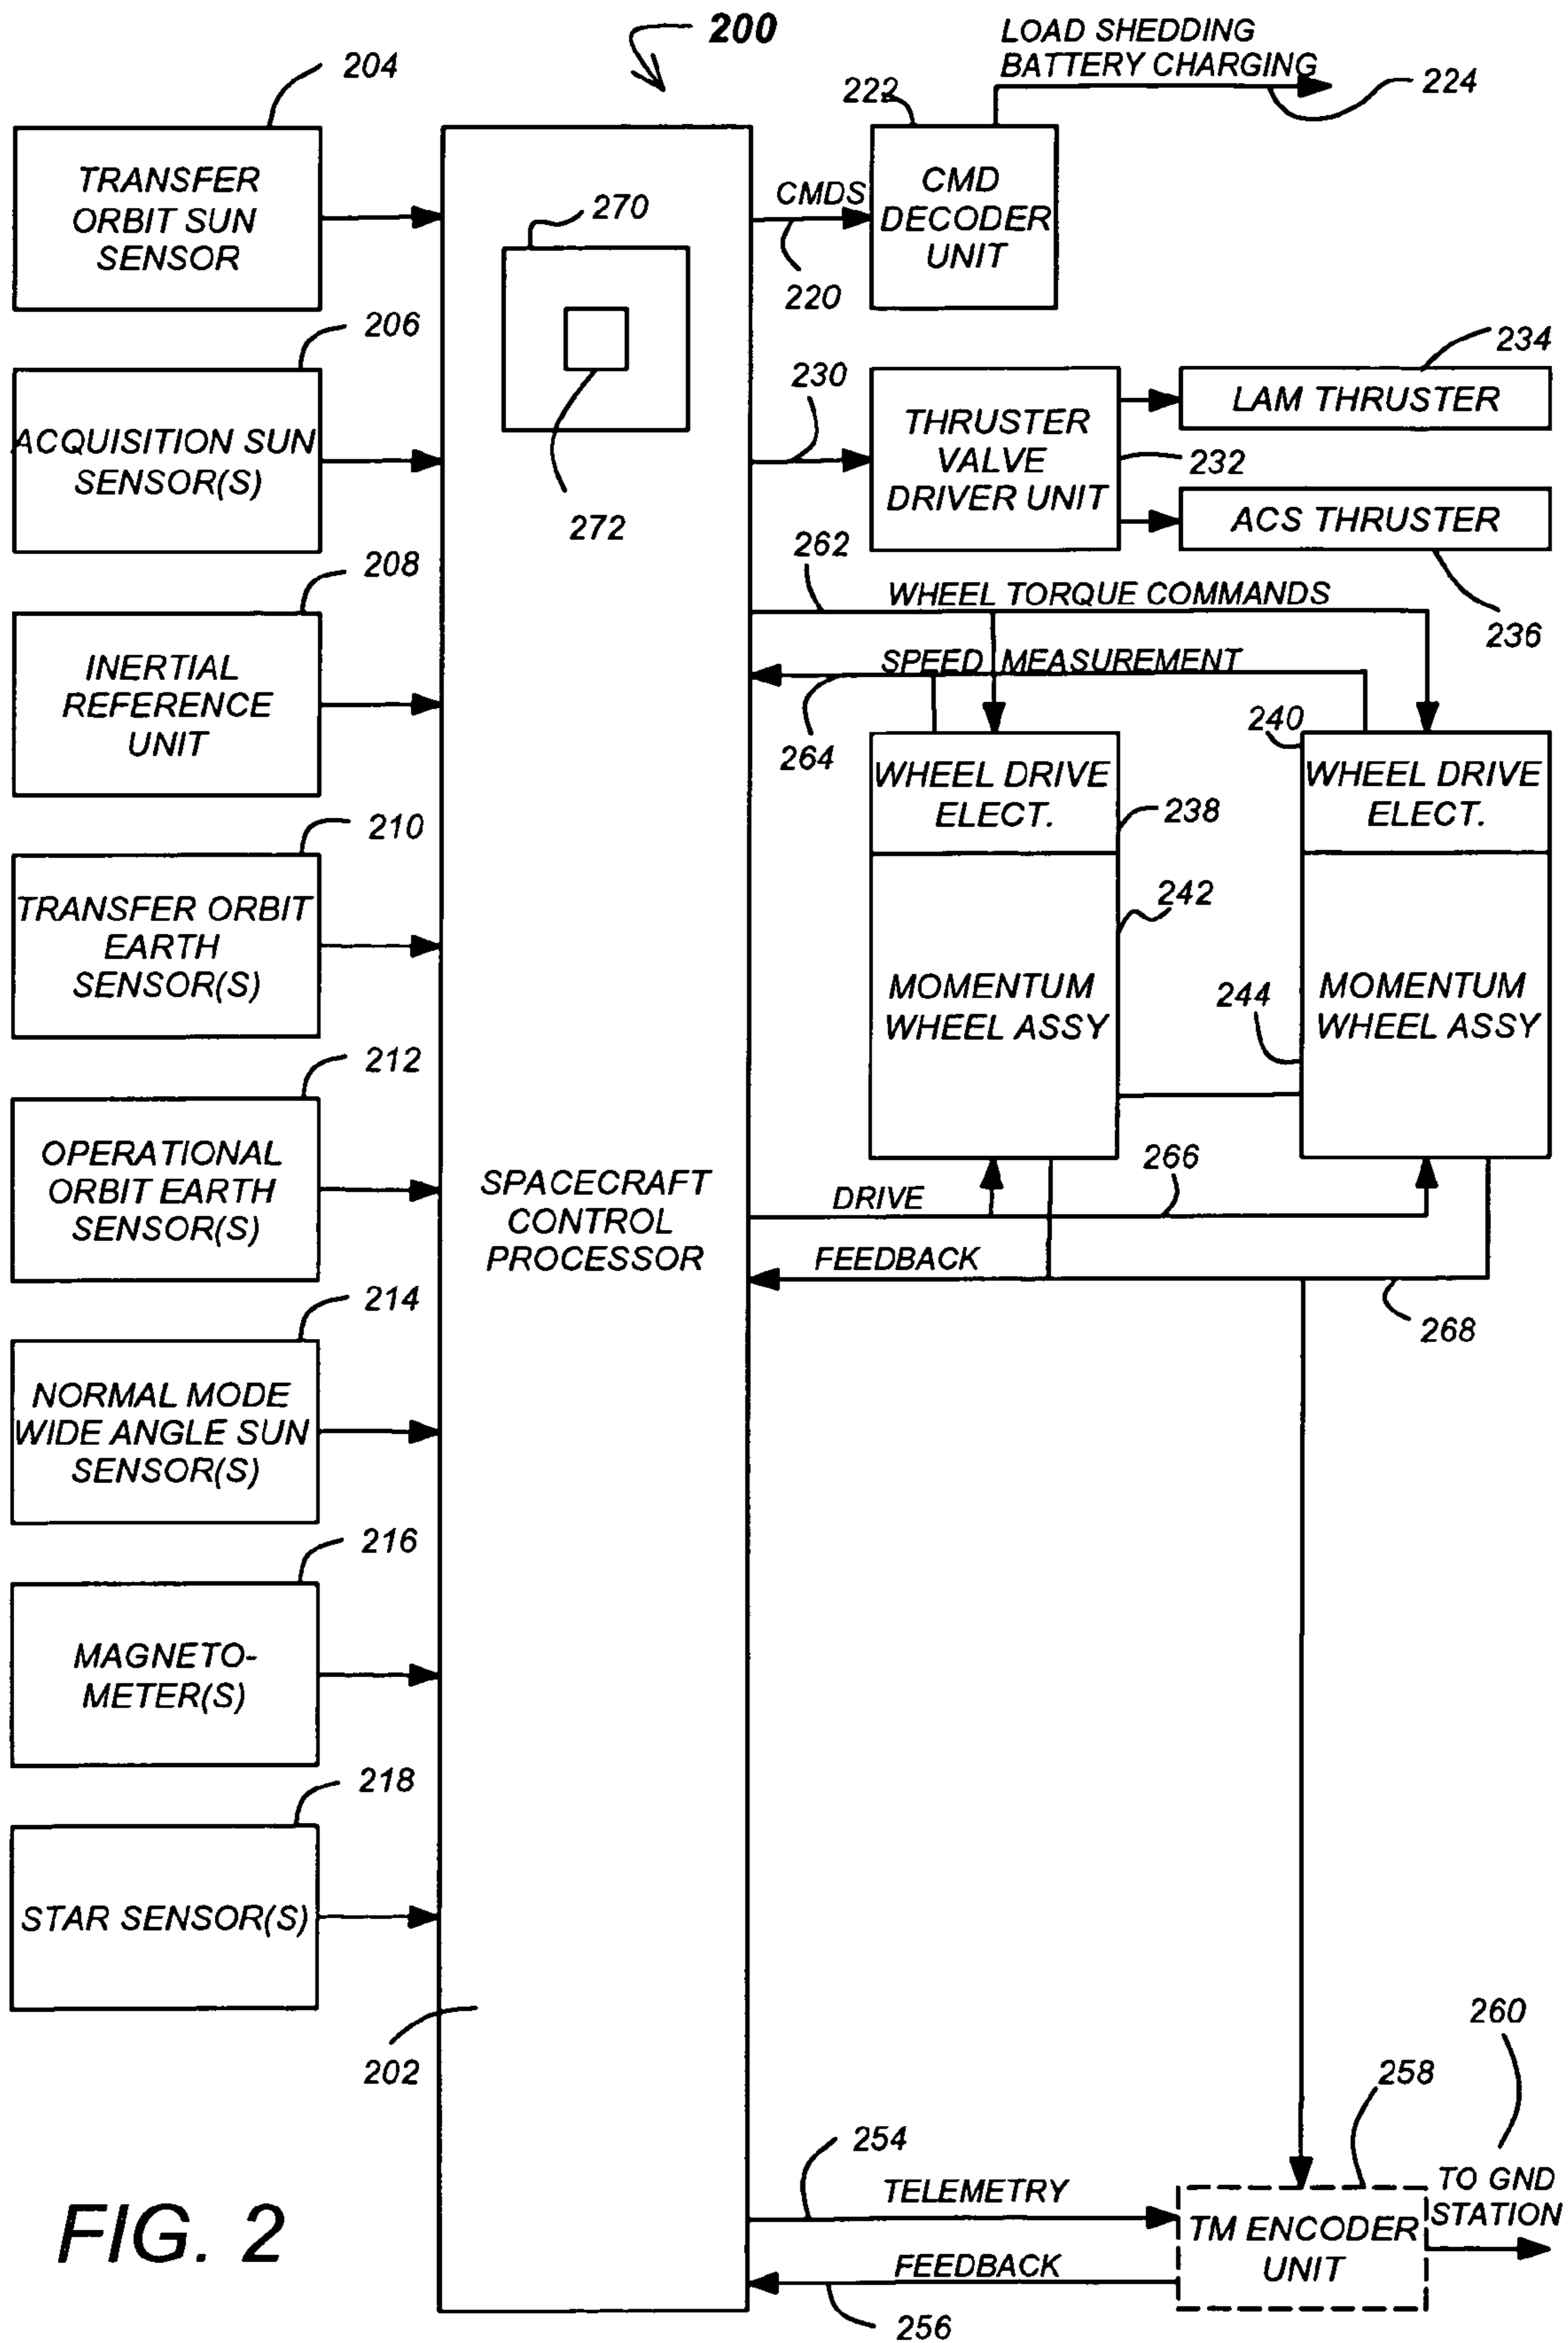 200
LOAD SHEDDING
BATTERY CHARGING
224
204
TRANSFER
ORBIT SUN
SENSOR
222
CMD
DECODER
UNIT
CMDS
220
270
272
206
ACQUISITION SUN
SENSOR(S)
230
THRUSTER
VALVE
DRIVER UNIT
232
234
LAM THRUSTER
ACS THRUSTER
236
208
INERTIAL
REFERENCE
UNIT
262
WHEEL TORQUE COMMANDS
SPEED MEASUREMENT
264
WHEEL DRIVE
ELECT.
238
240
WHEEL DRIVE
ELECT.
210
TRANSFER ORBIT
EARTH
SENSOR(S)
242
MOMENTUM
WHEEL ASSY
244
MOMENTUM
WHEEL ASSY
212
OPERATIONAL
ORBIT EARTH
SENSOR(S)
SPACECRAFT
CONTROL
PROCESSOR
DRIVE
266
FEEDBACK
268
214
NORMAL MODE
WIDE ANGLE SUN
SENSOR(S)
216
MAGNETO-
METER(S)
218
STAR SENSOR(S)
202
254
TELEMETRY
258
260
TO GND
STATION
TM ENCODER
UNIT
FEEDBACK
256
FIG. 2